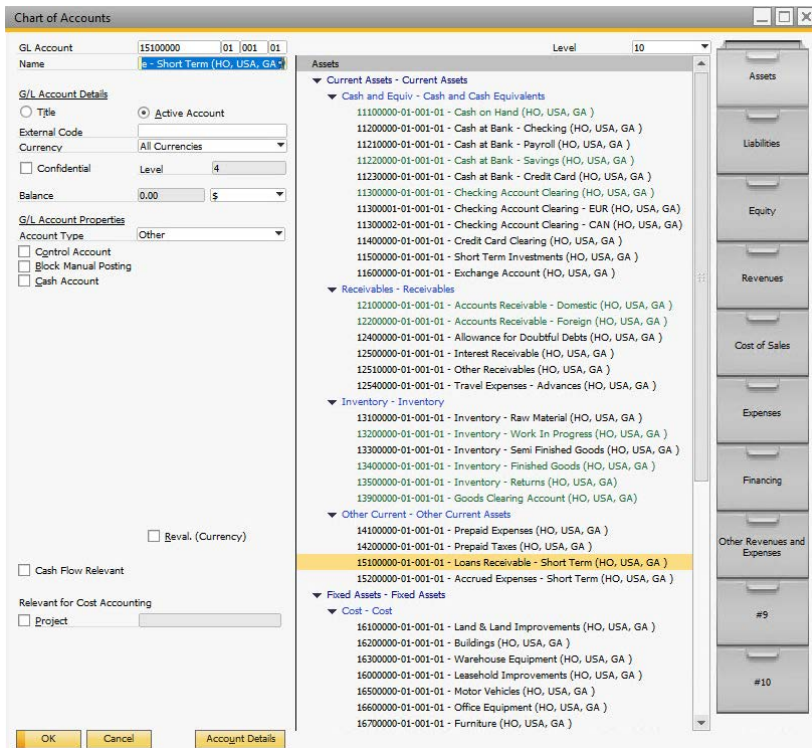 Chart of Accounts
GL Account 15100000 01 001 01
Name e - Short Term (HO, USA, GA )
G/L Account Details
Title Active Account
External Code
Currency All Currencies
Confidential Level 4
Balance 0.00 $
G/L Account Properties
Account Type Other
Control Account
Block Manual Posting
Cash Account
Reval. (Currency)
Cash Flow Relevant
Relevant for Cost Accounting
Project
OK Cancel Account Details
Level 10
Assets
Current Assets - Current Assets
Cash and Equiv - Cash and Cash Equivalents
11100000-01-001-01 - Cash on Hand (HO, USA, GA )
11200000-01-001-01 - Cash at Bank - Checking (HO, USA, GA )
11210000-01-001-01 - Cash at Bank - Payroll (HO, USA, GA )
11220000-01-001-01 - Cash at Bank - Savings (HO, USA, GA )
11230000-01-001-01 - Cash at Bank - Credit Card (HO, USA, GA )
11300000-01-001-01 - Checking Account Clearing (HO, USA, GA )
11300001-01-001-01 - Checking Account Clearing - EUR (HO, USA, GA)
11300002-01-001-01 - Checking Account Clearing - CAN (HO, USA, GA)
11400000-01-001-01 - Credit Card Clearing (HO, USA, GA )
11500000-01-001-01 - Short Term Investments (HO, USA, GA )
11600000-01-001-01 - Exchange Account (HO, USA, GA )
Receivables - Receivables
12100000-01-001-01 - Accounts Receivable - Domestic (HO, USA, GA )
12200000-01-001-01 - Accounts Receivable - Foreign (HO, USA, GA )
12400000-01-001-01 - Allowance for Doubtful Debts (HO, USA, GA )
12500000-01-001-01 - Interest Receivable (HO, USA, GA )
12510000-01-001-01 - Other Receivables (HO, USA, GA )
12540000-01-001-01 - Travel Expenses - Advances (HO, USA, GA )
Inventory - Inventory
13100000-01-001-01 - Inventory - Raw Material (HO, USA, GA )
13200000-01-001-01 - Inventory - Work In Progress (HO, USA, GA )
13300000-01-001-01 - Inventory - Semi Finished Goods (HO, USA, GA )
13400000-01-001-01 - Inventory - Finished Goods (HO, USA, GA )
13500000-01-001-01 - Inventory - Returns (HO, USA, GA)
13900000-01-001-01 - Goods Clearing Account (HO, USA, GA)
Other Current - Other Current Assets
14100000-01-001-01 - Prepaid Expenses (HO, USA, GA )
14200000-01-001-01 - Prepaid Taxes (HO, USA, GA )
15100000-01-001-01 - Loans Receivable - Short Term (HO, USA, GA )
15200000-01-001-01 - Accrued Expenses - Short Term (HO, USA, GA )
Fixed Assets - Fixed Assets
Cost - Cost
16100000-01-001-01 - Land & Land Improvements (HO, USA, GA )
16200000-01-001-01 - Buildings (HO, USA, GA )
16300000-01-001-01 - Warehouse Equipment (HO, USA, GA )
16000000-01-001-01 - Leasehold Improvements (HO, USA, GA )
16500000-01-001-01 - Motor Vehicles (HO, USA, GA )
16600000-01-001-01 - Office Equipment (HO, USA, GA )
16700000-01-001-01 - Furniture (HO, USA, GA )
Assets
Liabilities
Equity
Revenues
Cost of Sales
Expenses
Financing
Other Revenues and
Expenses
#9
#10